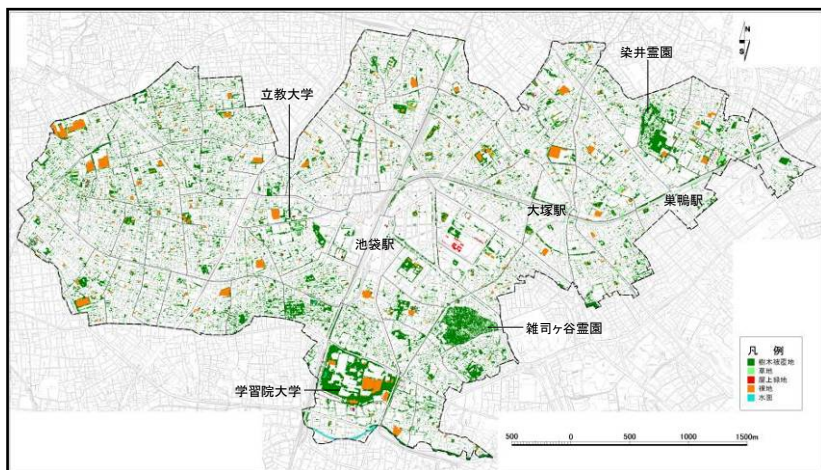 N
S
染井霊園
立教大学
大塚駅
巣鴨駅
池袋駅
雑司ヶ谷霊園
学習院大学
凡 例
樹木被覆地
草地
屋上緑地
裸地
水面
500 0 500 1000 1500m